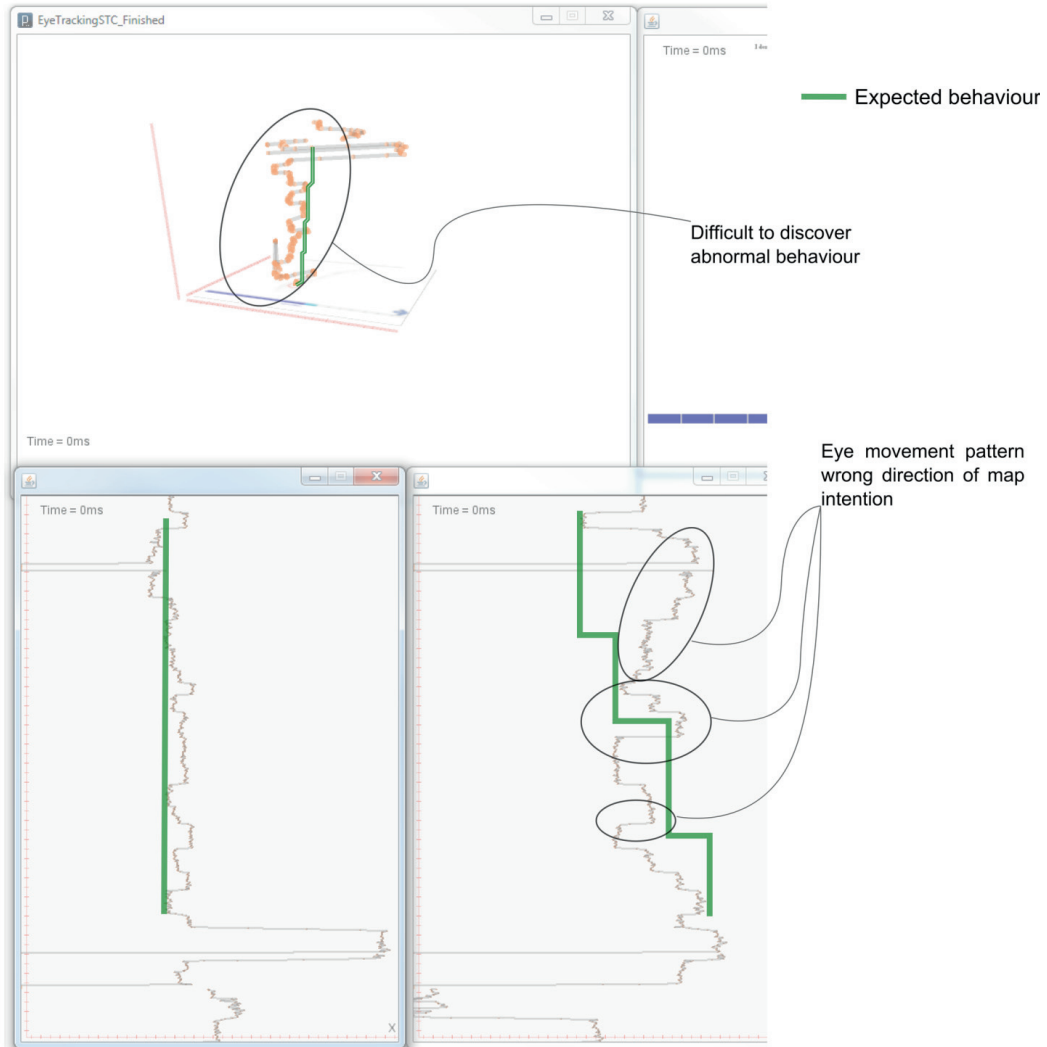 EyeTrackingSTC_Finished
Time = 0ms
Expected behaviour
Difficult to discover
abnormal behaviour
Time = 0ms
Eye movement pattern
wrong direction of map
intention
Time = 0ms
Time = 0ms
X